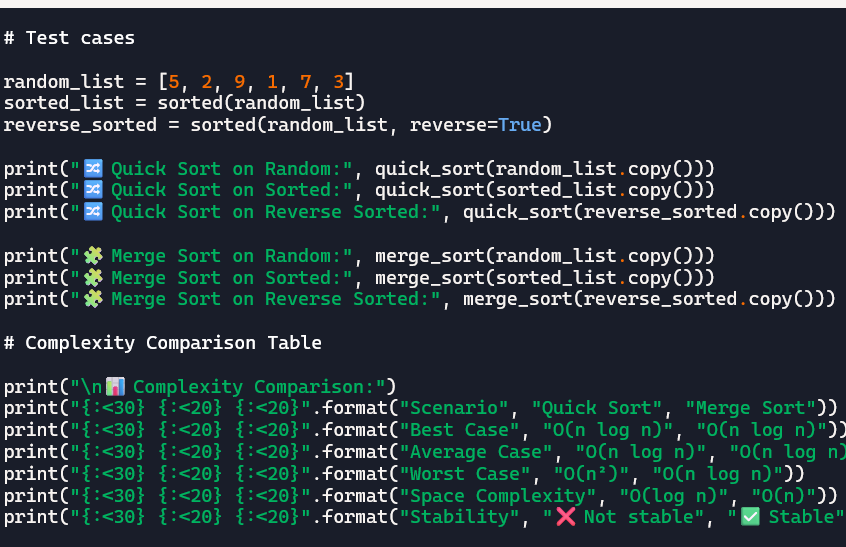 # Test cases
random_list = [5, 2, 9, 1, 7, 3]
sorted_list = sorted(random_list)
reverse_sorted = sorted(random_list, reverse=True)
print("🔀 Quick Sort on Random:", quick_sort(random_list.copy()))
print("🔀 Quick Sort on Sorted:", quick_sort(sorted_list.copy()))
print("🔀 Quick Sort on Reverse Sorted:", quick_sort(reverse_sorted.copy()))
print("🧩 Merge Sort on Random:", merge_sort(random_list.copy()))
print("🧩 Merge Sort on Sorted:", merge_sort(sorted_list.copy()))
print("🧩 Merge Sort on Reverse Sorted:", merge_sort(reverse_sorted.copy()))
# Complexity Comparison Table
print("\n📊 Complexity Comparison:")
print("{:<30} {:<20} {:<20}".format("Scenario", "Quick Sort", "Merge Sort"))
print("{:<30} {:<20} {:<20}".format("Best Case", "O(n log n)", "O(n log n)"))
print("{:<30} {:<20} {:<20}".format("Average Case", "O(n log n)", "O(n log n)
print("{:<30} {:<20} {:<20}".format("Worst Case", "O(n²)", "O(n log n)"))
print("{:<30} {:<20} {:<20}".format("Space Complexity", "O(log n)", "O(n)"))
print("{:<30} {:<20} {:<20}".format("Stability", "❌ Not stable", "✅ Stable"